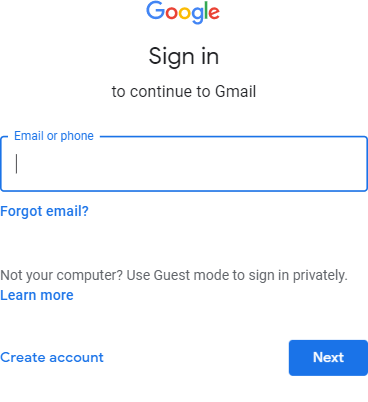 Google
Sign in
to continue to Gmail
Email or phone
Forgot email?
Not your computer? Use Guest mode to sign in privately.
Learn more
Create account
Next